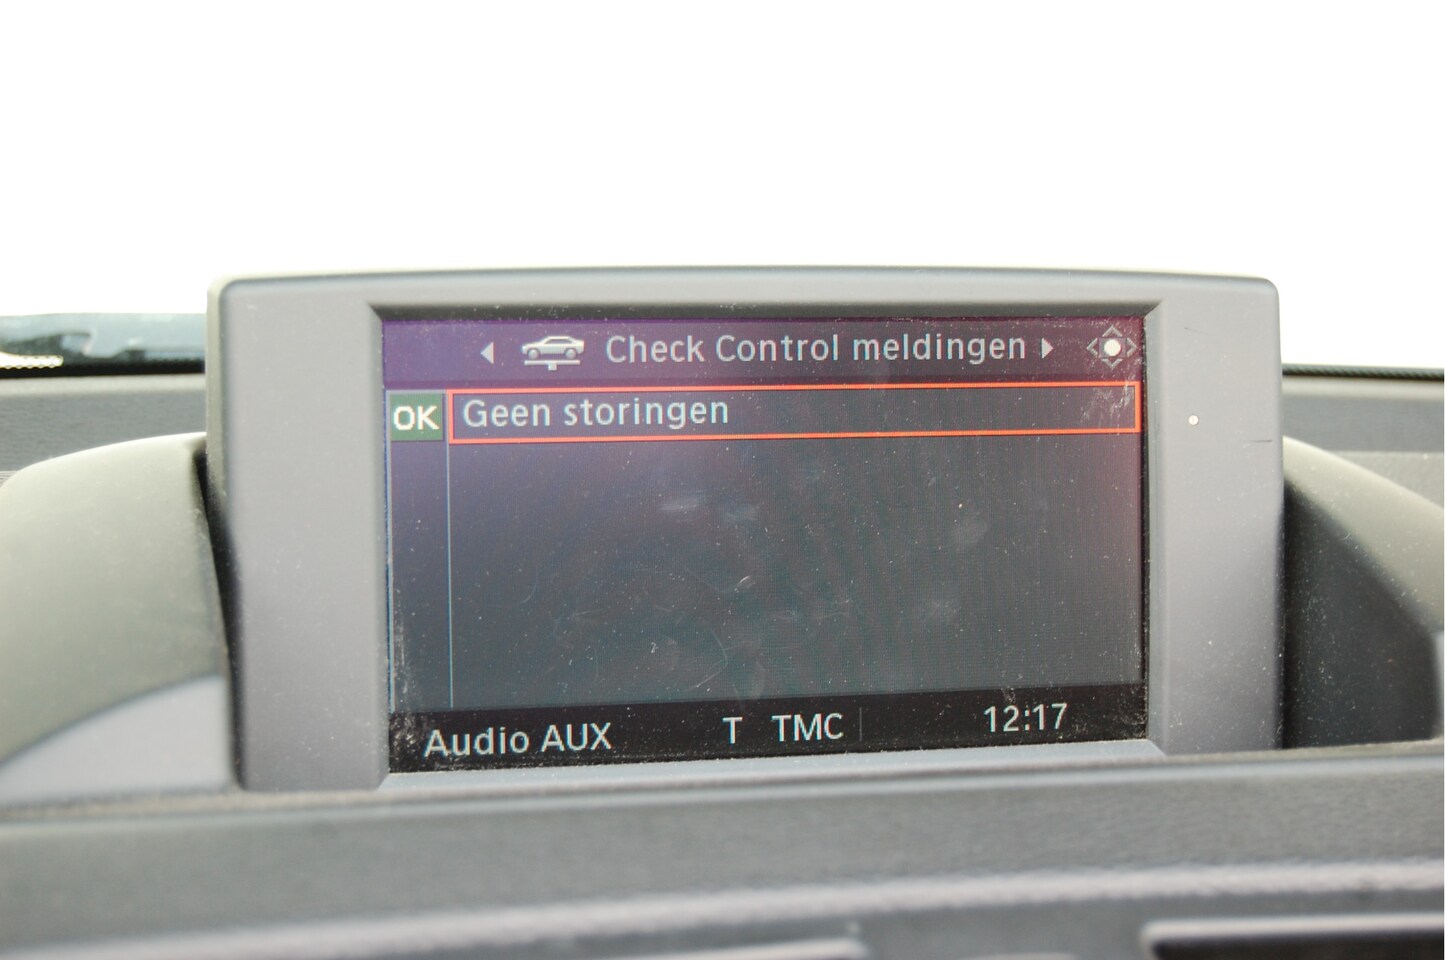 Check Control meldingen
OK Geen storingen
Audio AUX T TMC 12:17